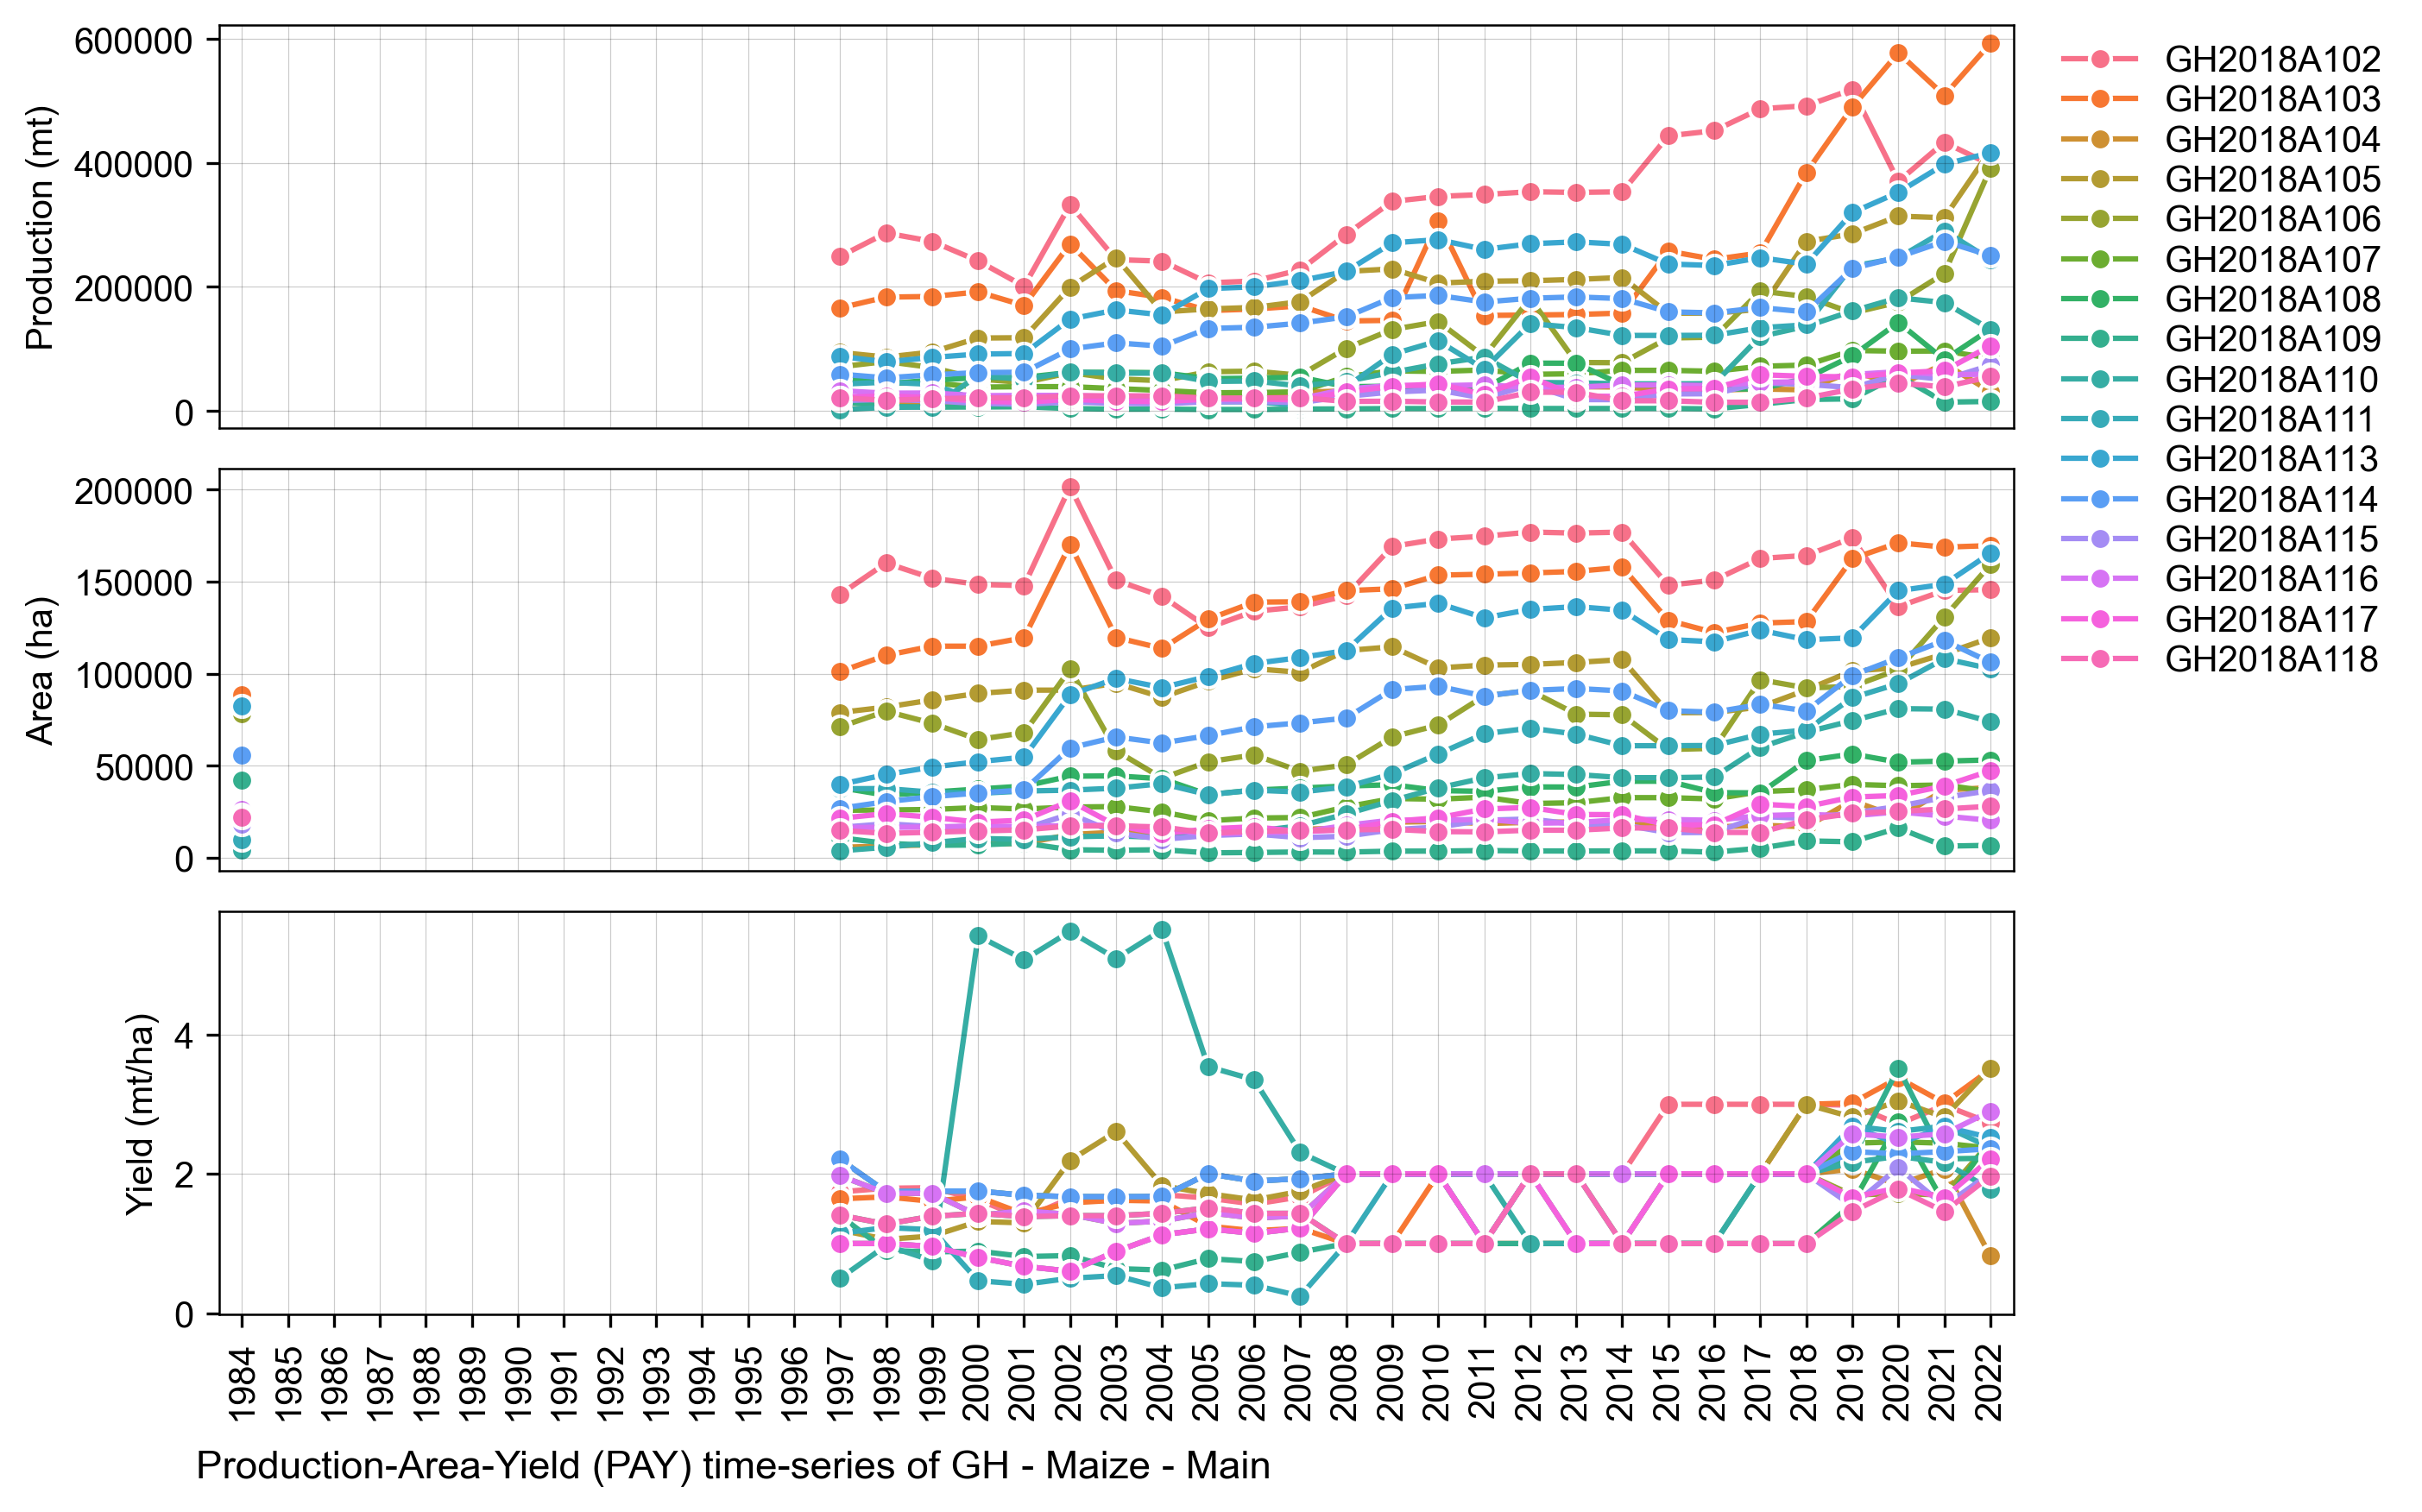 600000
400000
200000
0
Production (mt)
200000
150000
100000
50000
0
Area (ha)
4
2
0
Yield (mt/ha)
1984
1985
1986
1987
1988
1989
1990
1991
1992
1993
1994
1995
1996
1997
1998
1999
2000
2001
2002
2003
2004
2005
2006
2007
2008
2009
2010
2011
2012
2013
2014
2015
2016
2017
2018
2019
2020
2021
2022
Production-Area-Yield (PAY) time-series of GH - Maize - Main
GH2018A102
GH2018A103
GH2018A104
GH2018A105
GH2018A106
GH2018A107
GH2018A108
GH2018A109
GH2018A110
GH2018A111
GH2018A113
GH2018A114
GH2018A115
GH2018A116
GH2018A117
GH2018A118